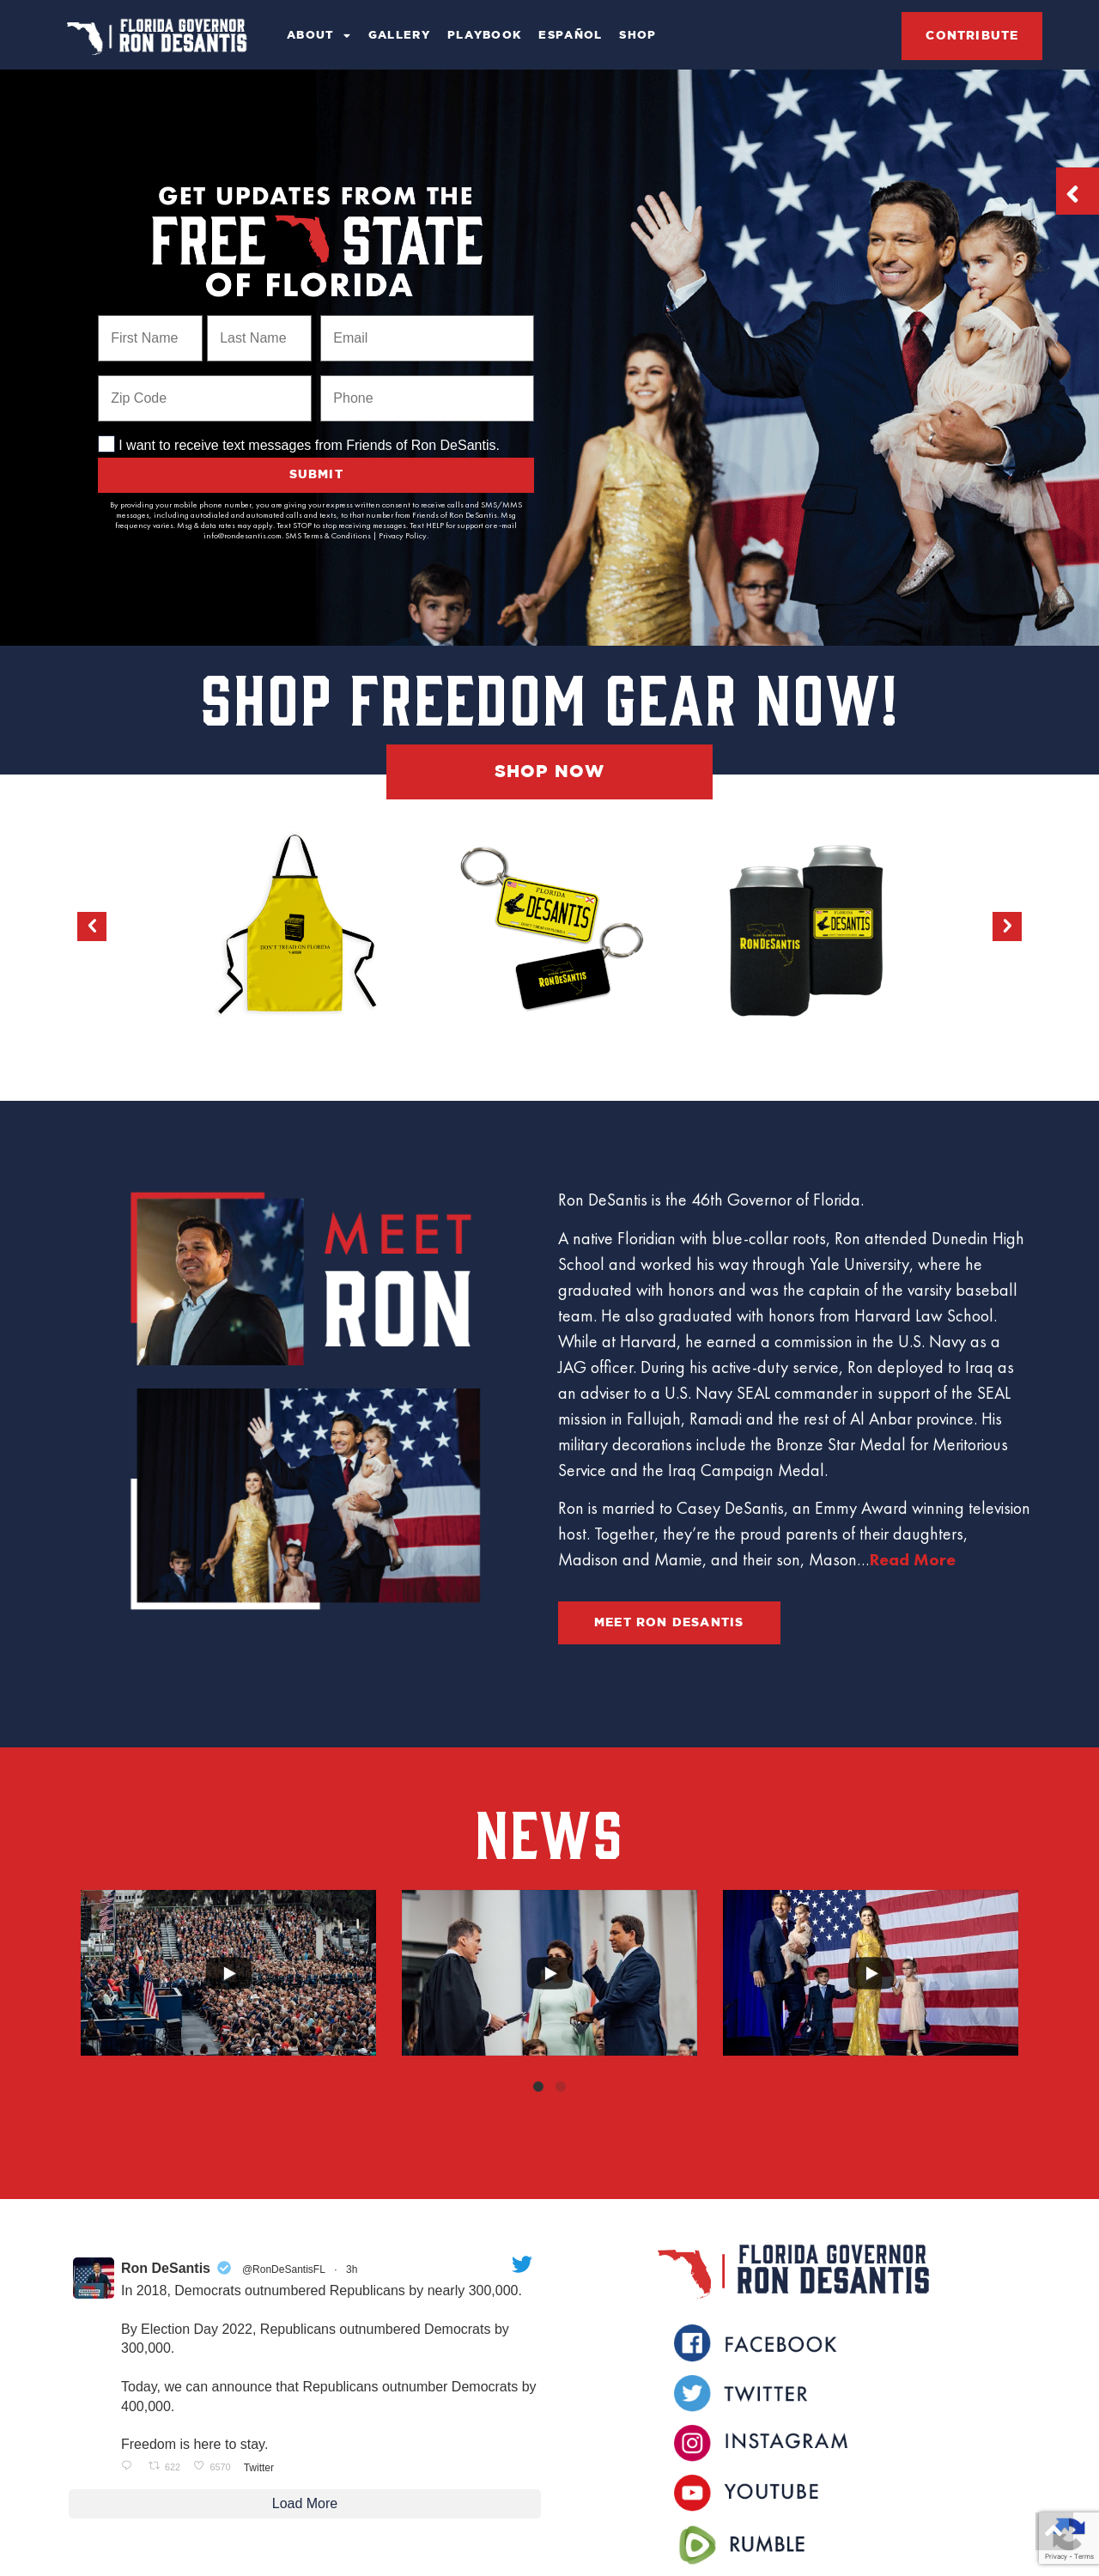 FLORIDA GOVERNOR
RON DESANTIS
ABOUT
GALLERY
PLAYBOOK
ESPAÑOL
SHOP
CONTRIBUTE
GET UPDATES FROM THE
FREE STATE
OF FLORIDA
First Name
Last Name
Email
Zip Code
Phone
I want to receive text messages from Friends of Ron DeSantis.
SUBMIT
By providing your mobile phone number, you are giving your express written consent to receive calls and SMS/MMS
messages, including autodialed and automated calls and texts, to that number from Friends of Ron DeSantis. Msg
frequency varies. Msg & data rates may apply. Text STOP to stop receiving messages. Text HELP for support or e-mail
info@rondesantis.com. SMS Terms & Conditions | Privacy Policy.
SHOP FREEDOM GEAR NOW!
SHOP NOW
DON'T TREAD ON FLORIDA
FLORIDA
DESANTIS
DON'T TREAD ON FLORIDA
RONDESANTIS
FLORIDA GOVERNOR
RONDESANTIS
FLORIDA
DESANTIS
MEET
RON
Ron DeSantis is the 46th Governor of Florida.
A native Floridian with blue-collar roots, Ron attended Dunedin High
School and worked his way through Yale University, where he
graduated with honors and was the captain of the varsity baseball
team. He also graduated with honors from Harvard Law School.
While at Harvard, he earned a commission in the U.S. Navy as a
JAG officer. During his active-duty service, Ron deployed to Iraq as
an adviser to a U.S. Navy SEAL commander in support of the SEAL
mission in Fallujah, Ramadi and the rest of Al Anbar province. His
military decorations include the Bronze Star Medal for Meritorious
Service and the Iraq Campaign Medal.
Ron is married to Casey DeSantis, an Emmy Award winning television
host. Together, they're the proud parents of their daughters,
Madison and Mamie, and their son, Mason...Read More
MEET RON DESANTIS
NEWS
Ron DeSantis @RonDeSantisFL · 3h
In 2018, Democrats outnumbered Republicans by nearly 300,000.
By Election Day 2022, Republicans outnumbered Democrats by
300,000.
Today, we can announce that Republicans outnumber Democrats by
400,000.
Freedom is here to stay.
622 6570 Twitter
Load More
FLORIDA GOVERNOR
RON DESANTIS
FACEBOOK
TWITTER
INSTAGRAM
YOUTUBE
RUMBLE
Privacy - Terms